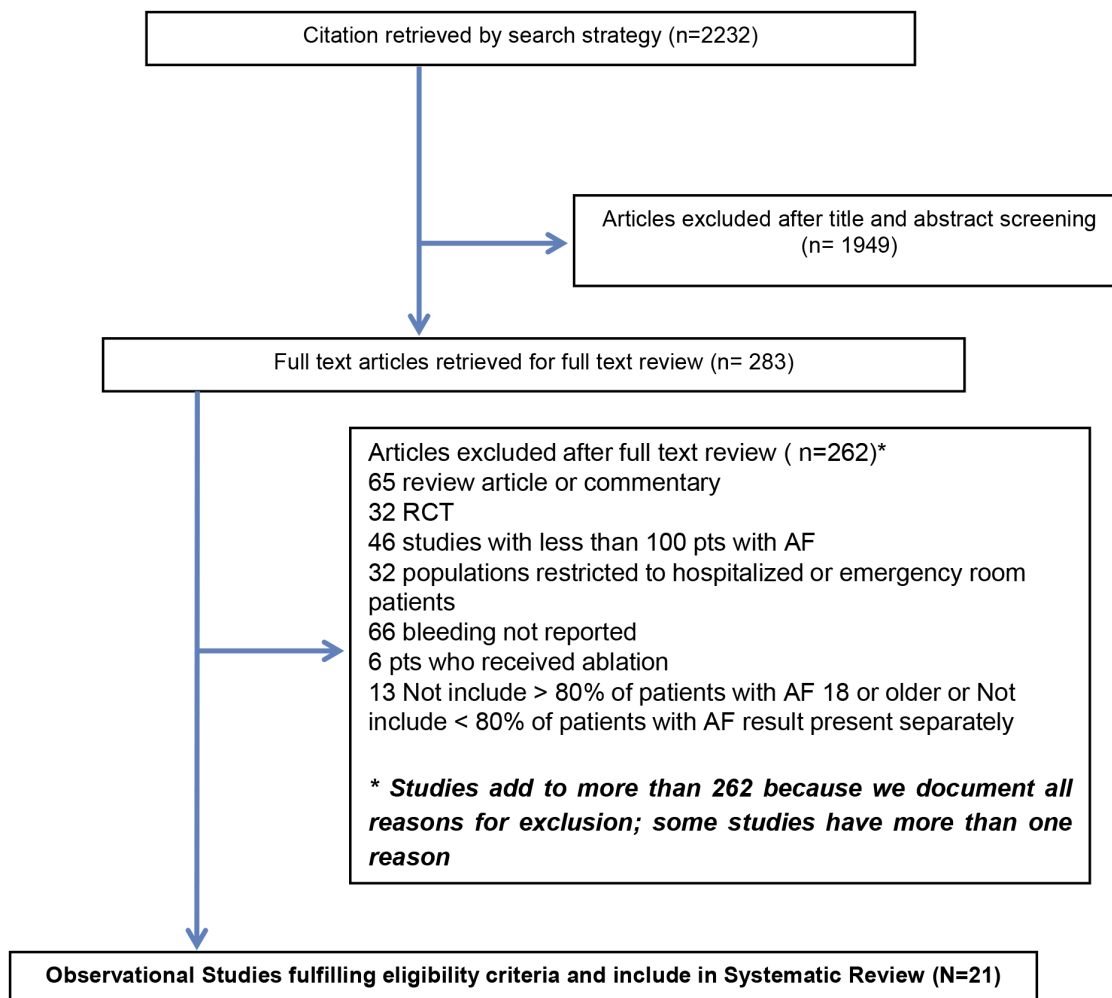 Citation retrieved by search strategy (n=2232)
Articles excluded after title and abstract screening
(n= 1949)
Full text articles retrieved for full text review (n= 283)
Articles excluded after full text review ( n=262)*
65 review article or commentary
32 RCT
46 studies with less than 100 pts with AF
32 populations restricted to hospitalized or emergency room
patients
66 bleeding not reported
6 pts who received ablation
13 Not include > 80% of patients with AF 18 or older or Not
include < 80% of patients with AF result present separately
* Studies add to more than 262 because we document all
reasons for exclusion; some studies have more than one
reason
Observational Studies fulfilling eligibility criteria and include in Systematic Review (N=21)